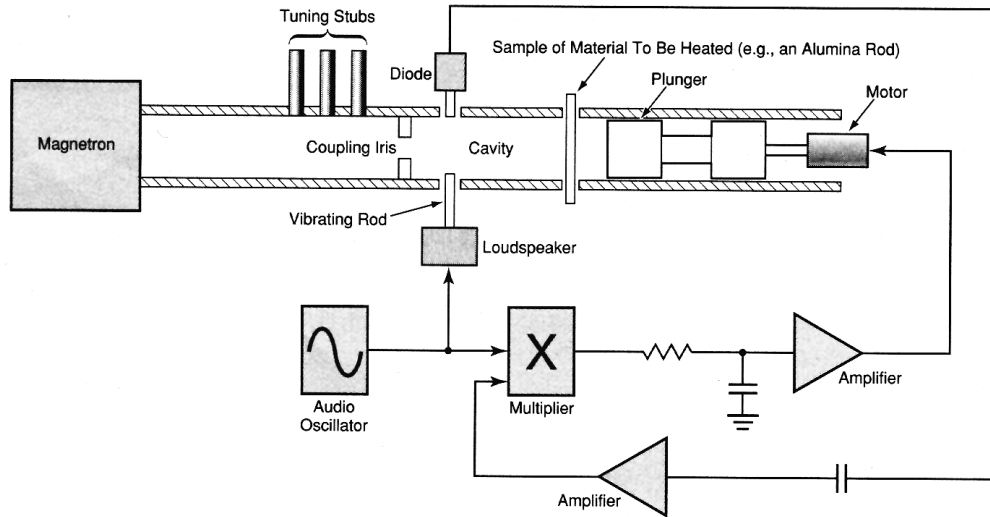 Tuning Stubs
Sample of Material To Be Heated (e.g., an Alumina Rod)
Diode
Plunger
Motor
Magnetron
Coupling Iris
Cavity
Vibrating Rod
Loudspeaker
X
Audio
Oscillator
Multiplier
Amplifier
Amplifier